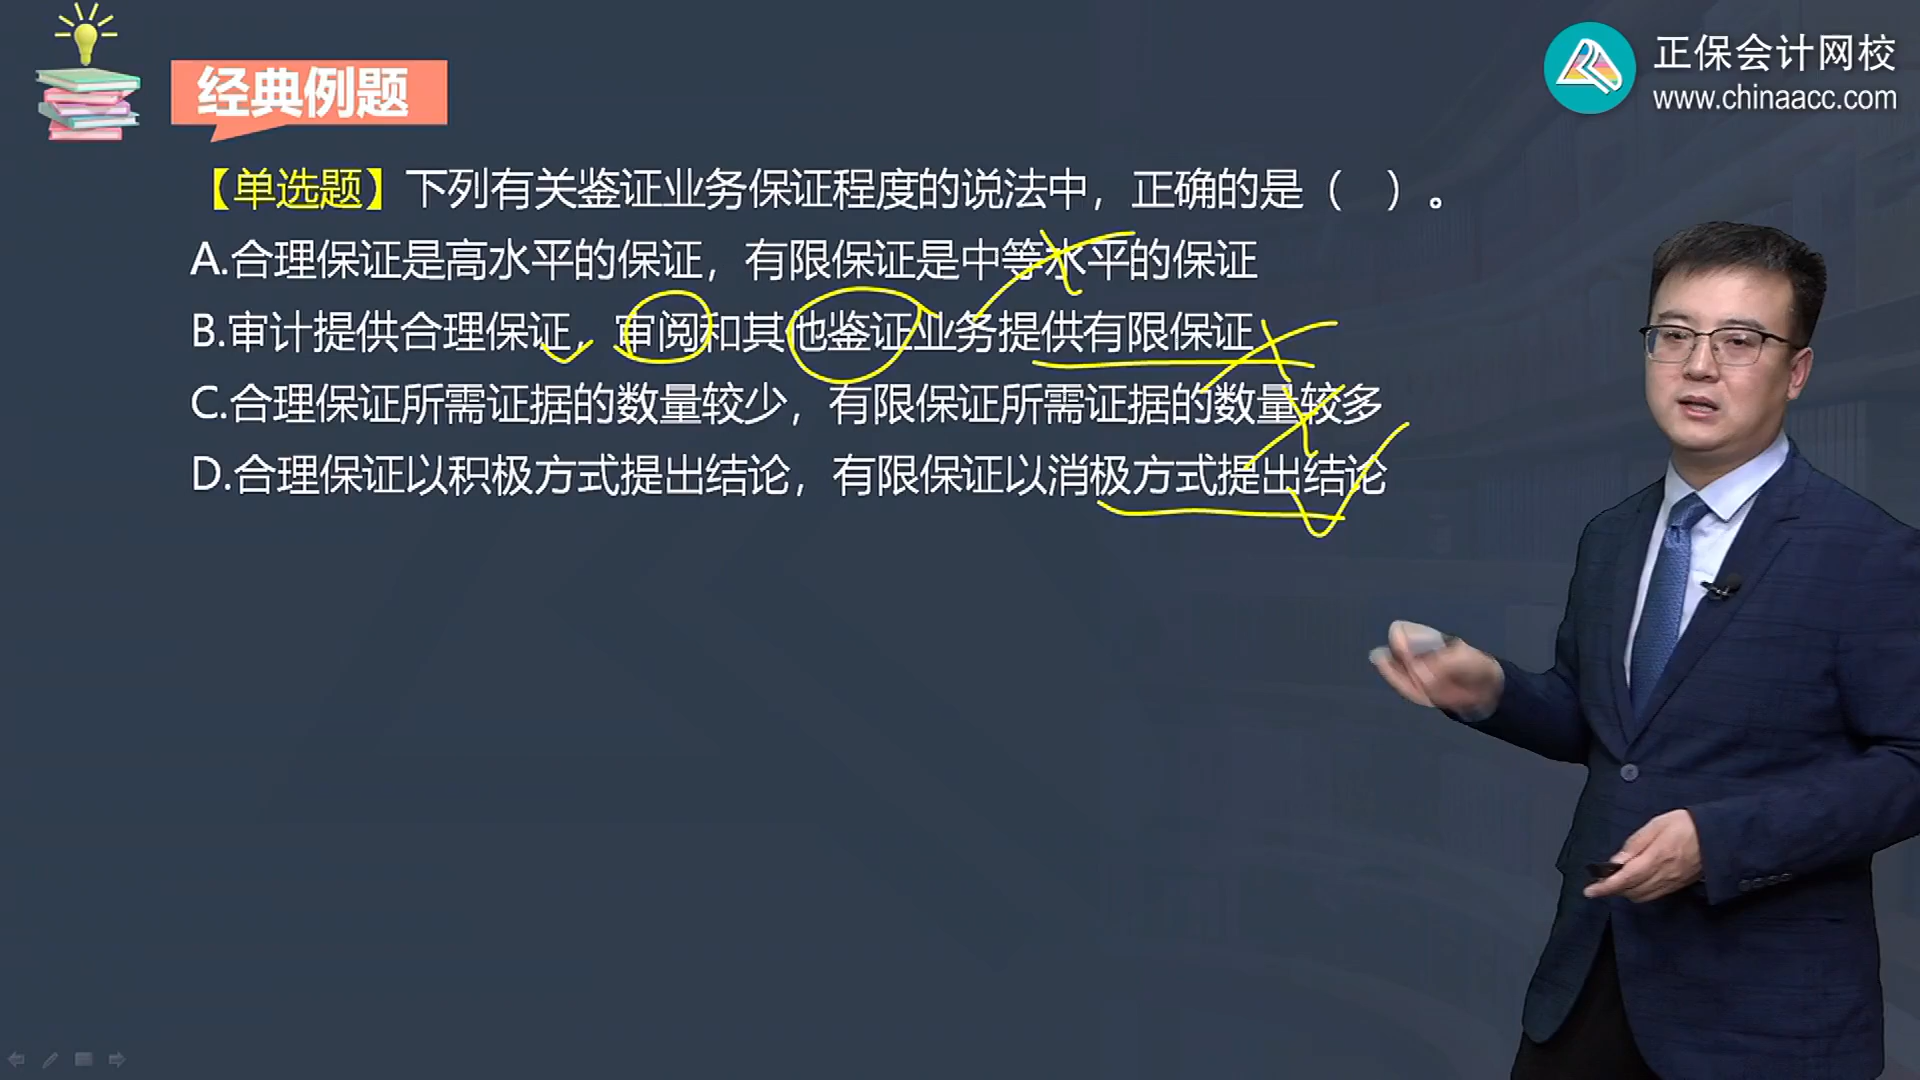 正保会计网校
www.chinaacc.com
经典例题
【单选题】下列有关鉴证业务保证程度的说法中，正确的是（　）。
A.合理保证是高水平的保证，有限保证是中等水平的保证
B.审计提供合理保证，审阅和其他鉴证业务提供有限保证
C.合理保证所需证据的数量较少，有限保证所需证据的数量较多
D.合理保证以积极方式提出结论，有限保证以消极方式提出结论